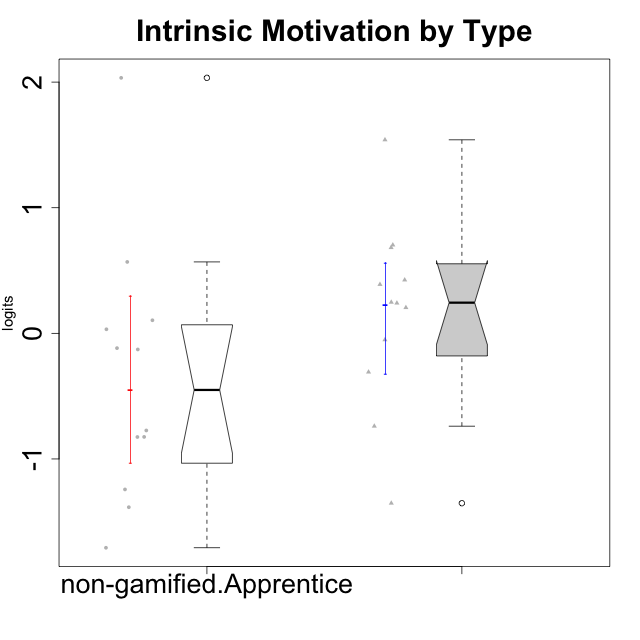 Intrinsic Motivation by Type
2
1
0
-1
logits
non-gamified.Apprentice